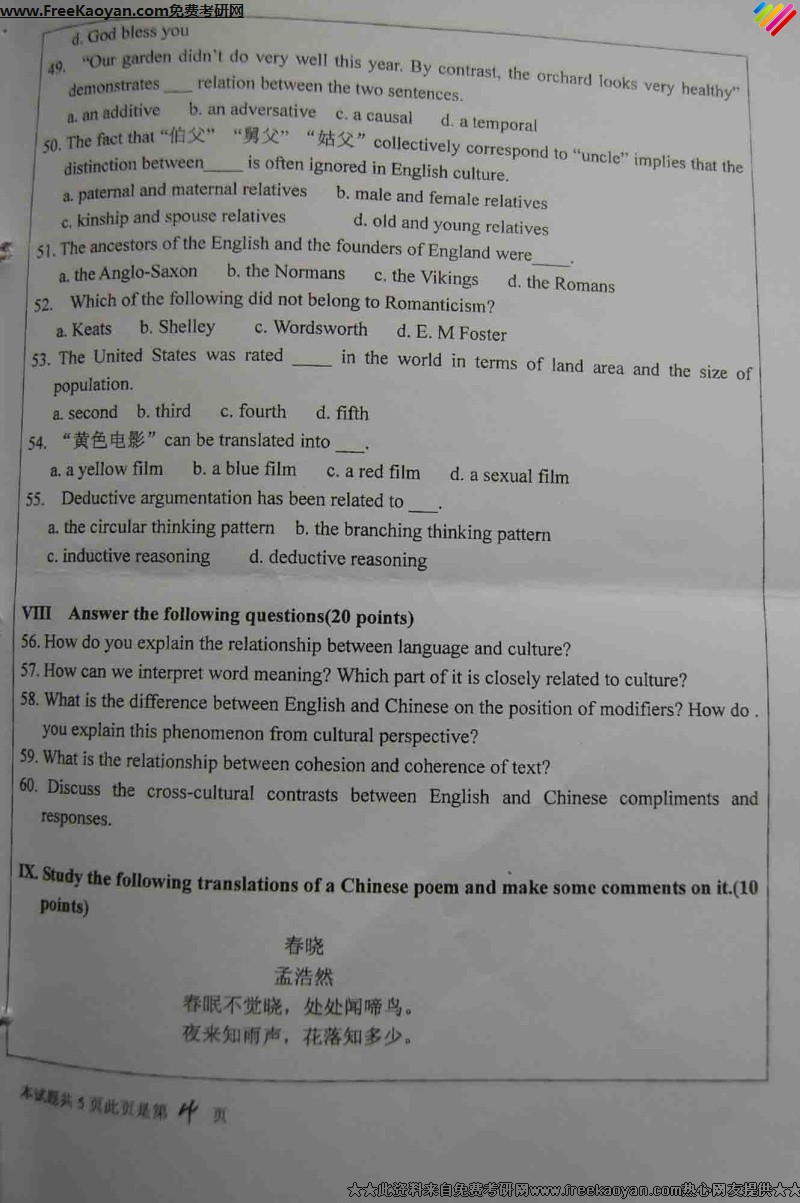 www.FreeKaoyan.com免费考研网
d. God bless you
49. “Our garden didn’t do very well this year. By contrast, the orchard looks very healthy”
demonstrates ___ relation between the two sentences.
a. an additive b. an adversative c. a causal d. a temporal
50. The fact that “伯父” “舅父” “姑父” collectively correspond to “uncle” implies that the
distinction between____ is often ignored in English culture.
a. paternal and maternal relatives b. male and female relatives
c. kinship and spouse relatives d. old and young relatives
51. The ancestors of the English and the founders of England were____.
a. the Anglo-Saxon b. the Normans c. the Vikings d. the Romans
52. Which of the following did not belong to Romanticism?
a. Keats b. Shelley c. Wordsworth d. E. M Foster
53. The United States was rated ____ in the world in terms of land area and the size of
population.
a. second b. third c. fourth d. fifth
54. “黄色电影” can be translated into ___.
a. a yellow film b. a blue film c. a red film d. a sexual film
55. Deductive argumentation has been related to ___.
a. the circular thinking pattern b. the branching thinking pattern
c. inductive reasoning d. deductive reasoning
VIII Answer the following questions(20 points)
56. How do you explain the relationship between language and culture?
57. How can we interpret word meaning? Which part of it is closely related to culture?
58. What is the difference between English and Chinese on the position of modifiers? How do .
you explain this phenomenon from cultural perspective?
59. What is the relationship between cohesion and coherence of text?
60. Discuss the cross-cultural contrasts between English and Chinese compliments and
responses.
IX. Study the following translations of a Chinese poem and make some comments on it.(10
points)
春晓
孟浩然
春眠不觉晓，处处闻啼鸟。
夜来知雨声，花落知多少。
本试题共 5 页此页是第 4 页
★★此资料来自免费考研网www.freekaoyan.com热心网友提供★★